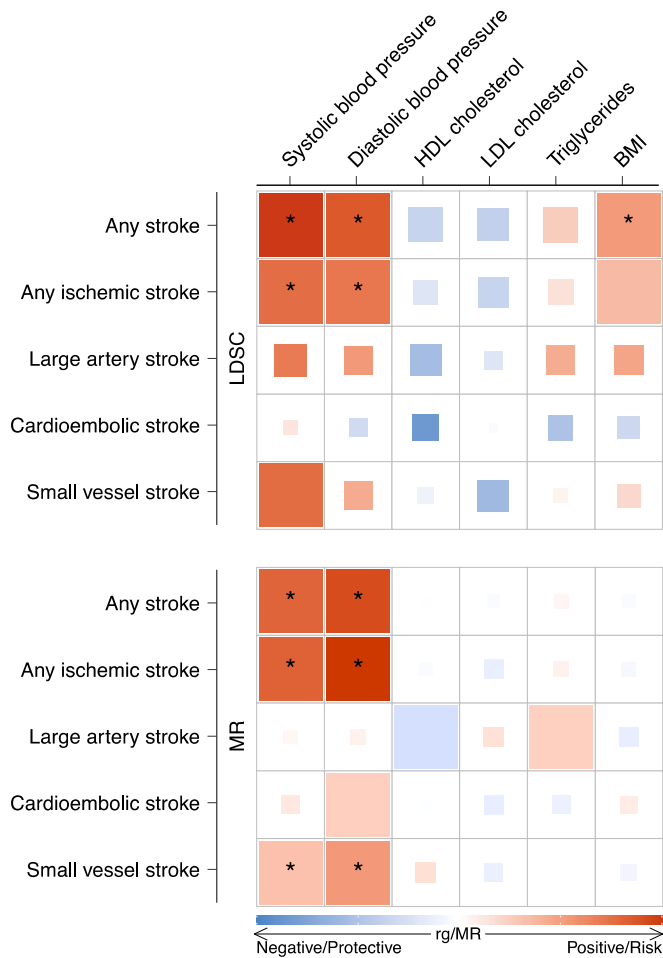 Systolic blood pressure
Diastolic blood pressure
HDL cholesterol
LDL cholesterol
Triglycerides
BMI
LDSC
Any stroke * * *
Any ischemic stroke * *
Large artery stroke
Cardioembolic stroke
Small vessel stroke
MR
Any stroke * *
Any ischemic stroke * *
Large artery stroke
Cardioembolic stroke
Small vessel stroke * *
rg/MR
Negative/Protective Positive/Risk